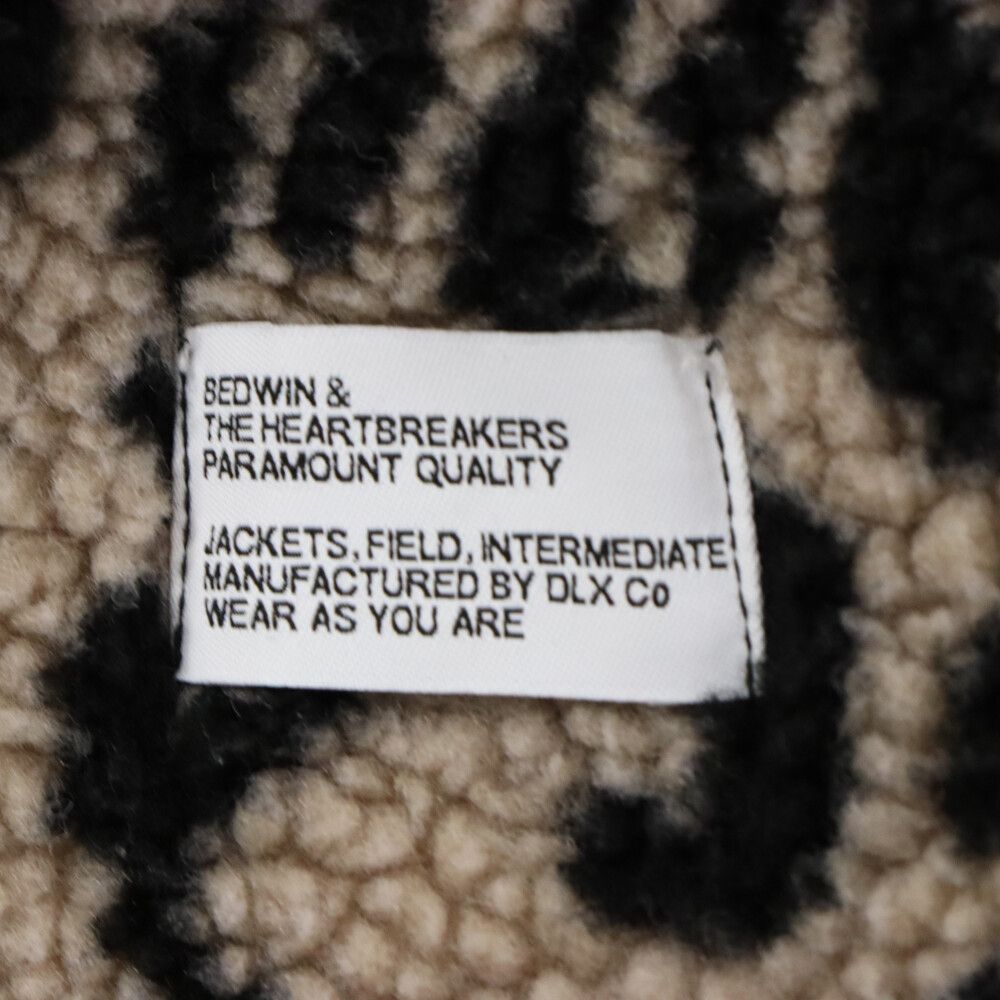 BEDWIN &
THE HEARTBREAKERS
PARAMOUNT QUALITY
JACKETS, FIELD, INTERMEDIATE
MANUFACTURED BY DLX Co
WEAR AS YOU ARE